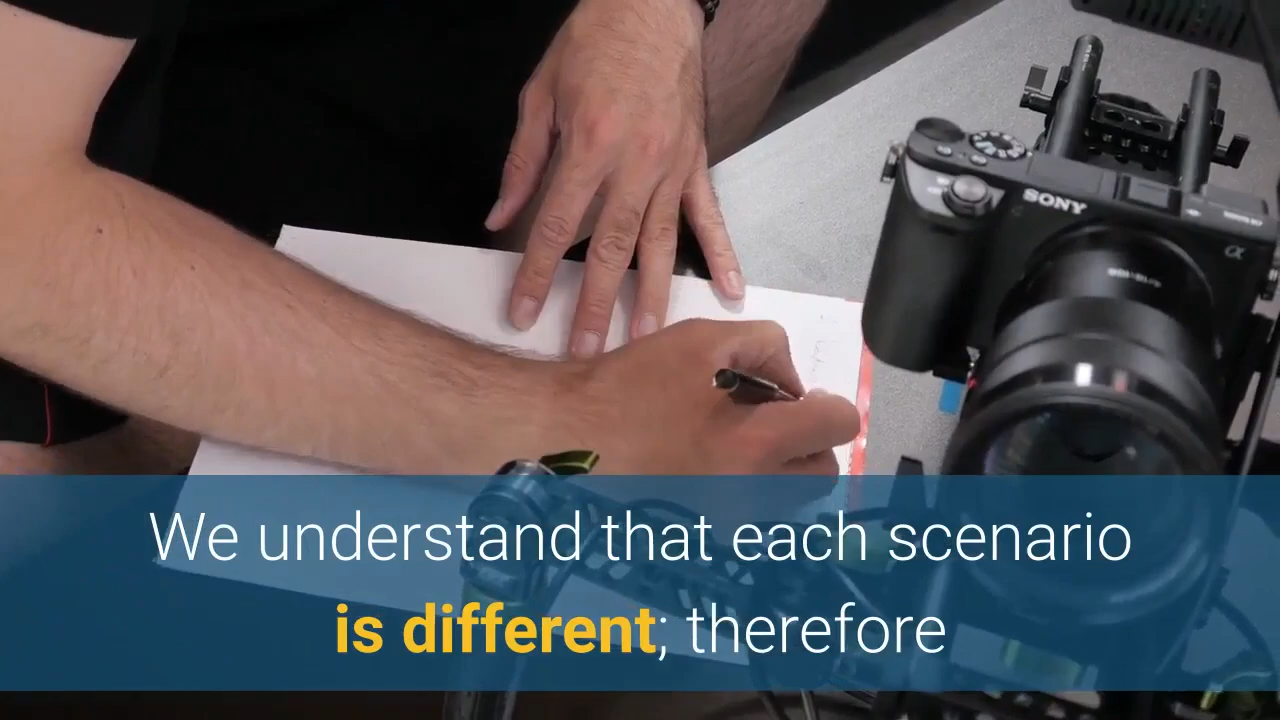 SONY
α
We understand that each scenario
is different; therefore